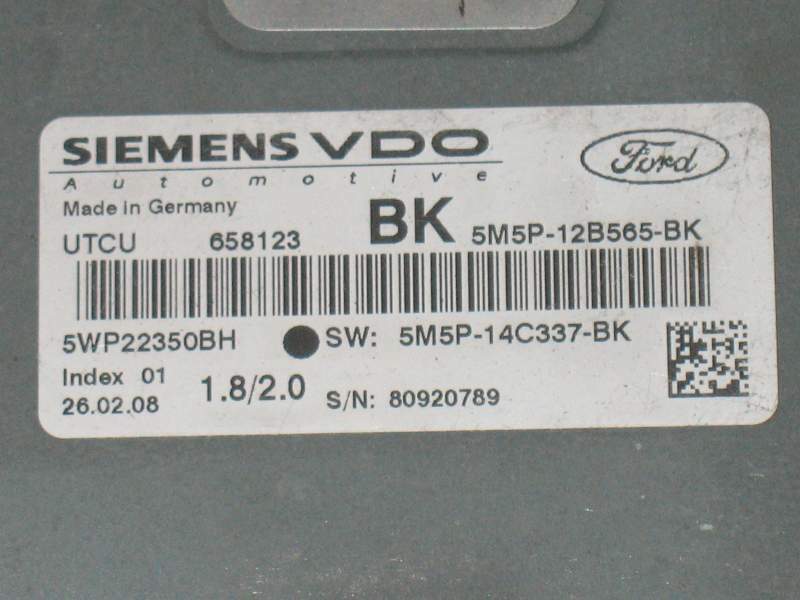 SIEMENS VDO
Automotive
Ford
Made in Germany
BK
UTCU 658123 5M5P-12B565-BK
5WP22350BH SW: 5M5P-14C337-BK
Index 01
1.8/2.0
26.02.08
S/N: 80920789